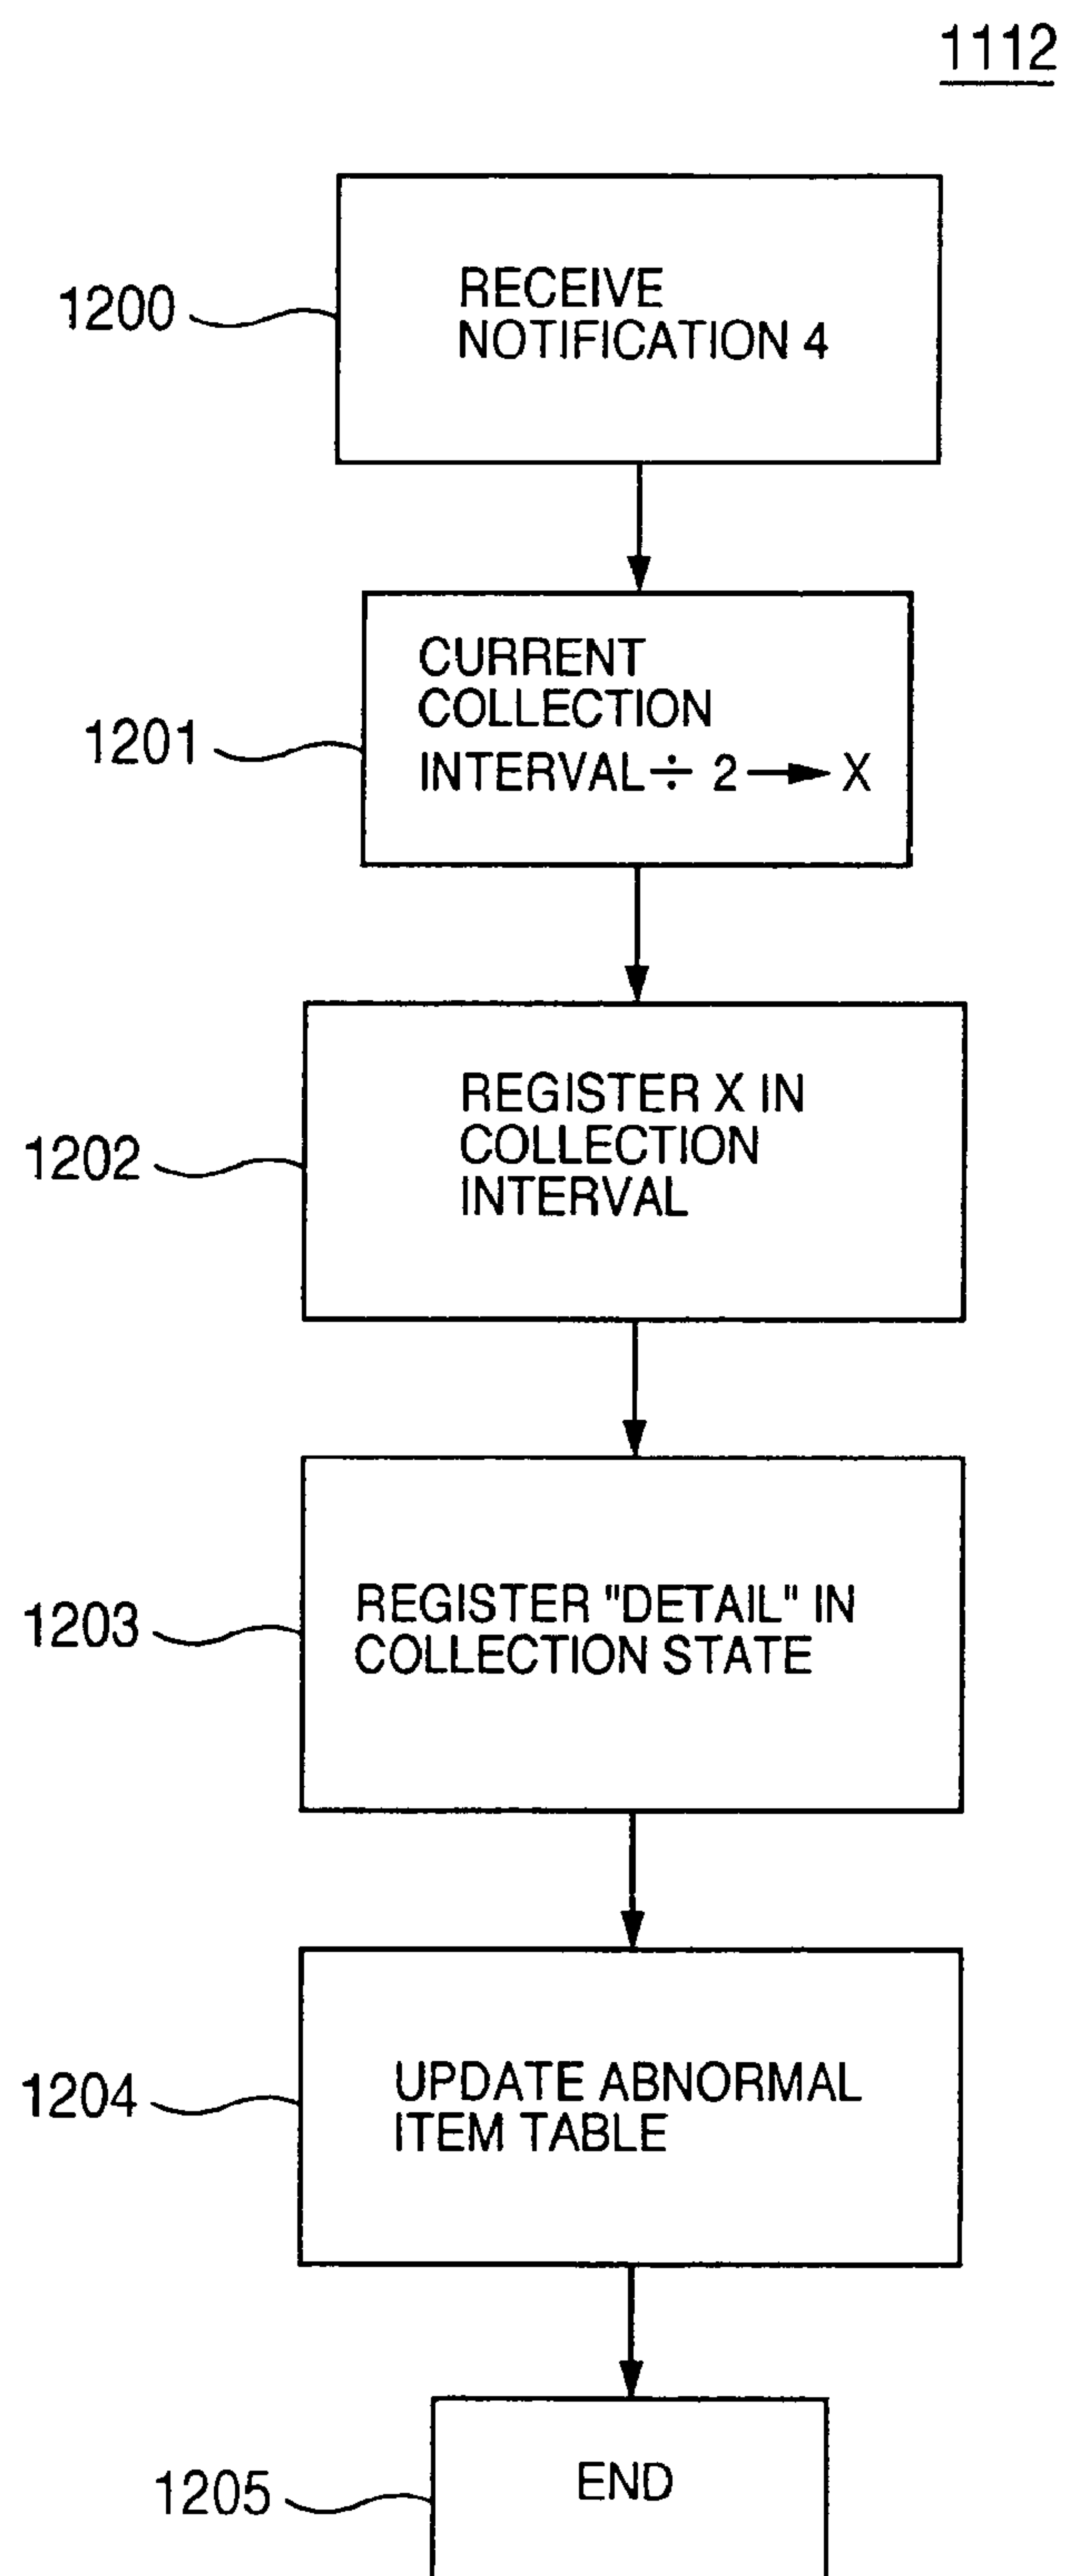 1112
1200
RECEIVE
NOTIFICATION 4
1201
CURRENT
COLLECTION
INTERVAL ÷ 2 → X
1202
REGISTER X IN
COLLECTION
INTERVAL
1203
REGISTER "DETAIL" IN
COLLECTION STATE
1204
UPDATE ABNORMAL
ITEM TABLE
1205
END